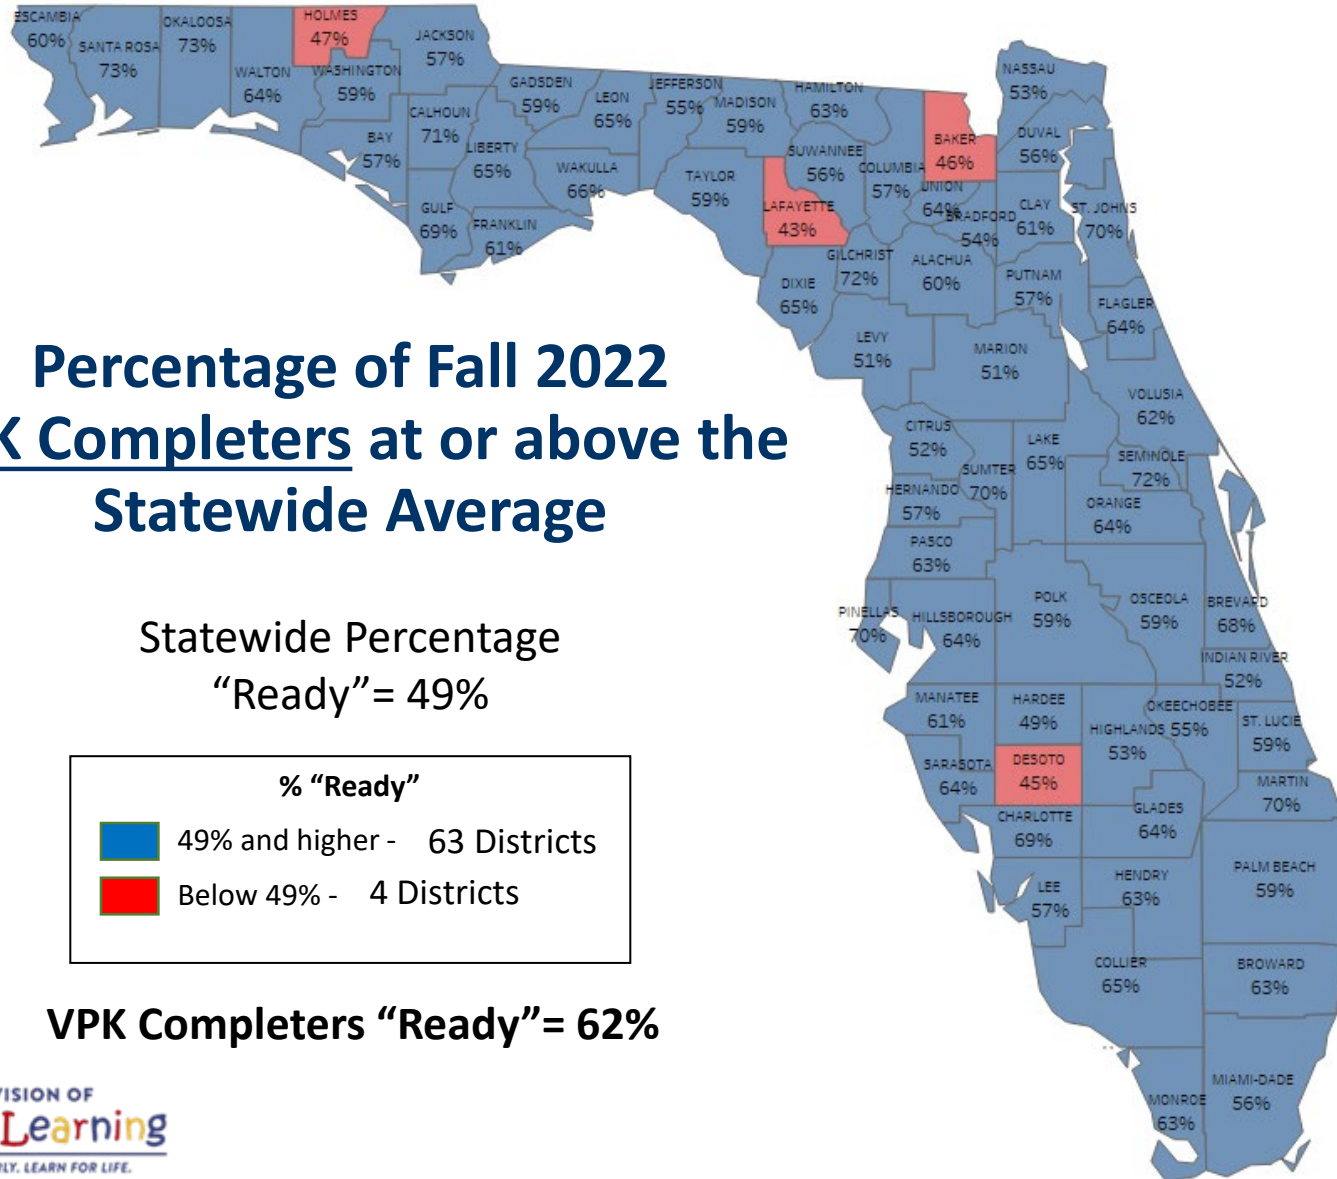 ESCAMBIA
60%
SANTA ROSA
73%
OKALOOSA
73%
WALTON
64%
HOLMES
47%
WASHINGTON
59%
JACKSON
57%
BAY
57%
CALHOUN
71%
GULF
69%
LIBERTY
65%
FRANKLIN
61%
GADSDEN
59%
LEON
65%
WAKULLA
66%
JEFFERSON
55%
MADISON
59%
TAYLOR
59%
HAMILTON
63%
SUWANNEE
56%
LAFAYETTE
43%
COLUMBIA
57%
BAKER
46%
UNION
64%
BRADFORD
54%
NASSAU
53%
DUVAL
56%
CLAY
61%
ST. JOHNS
70%
DIXIE
65%
GILCHRIST
72%
ALACHUA
60%
PUTNAM
57%
FLAGLER
64%
LEVY
51%
MARION
51%
VOLUSIA
62%
CITRUS
52%
SUMTER
70%
LAKE
65%
SEMINOLE
72%
HERNANDO
57%
ORANGE
64%
PASCO
63%
PINELLAS
70%
HILLSBOROUGH
64%
POLK
59%
OSCEOLA
59%
BREVARD
68%
INDIAN RIVER
52%
MANATEE
61%
HARDEE
49%
HIGHLANDS
53%
OKEECHOBEE
55%
ST. LUCIE
59%
SARASOTA
64%
DESOTO
45%
MARTIN
70%
CHARLOTTE
69%
GLADES
64%
LEE
57%
HENDRY
63%
PALM BEACH
59%
COLLIER
65%
BROWARD
63%
MONROE
63%
MIAMI-DADE
56%
Percentage of Fall 2022
K Completers at or above the
Statewide Average
Statewide Percentage
“Ready”= 49%
% “Ready”
49% and higher - 63 Districts
Below 49% - 4 Districts
VPK Completers “Ready”= 62%
VISION OF
Learning
RLY. LEARN FOR LIFE.